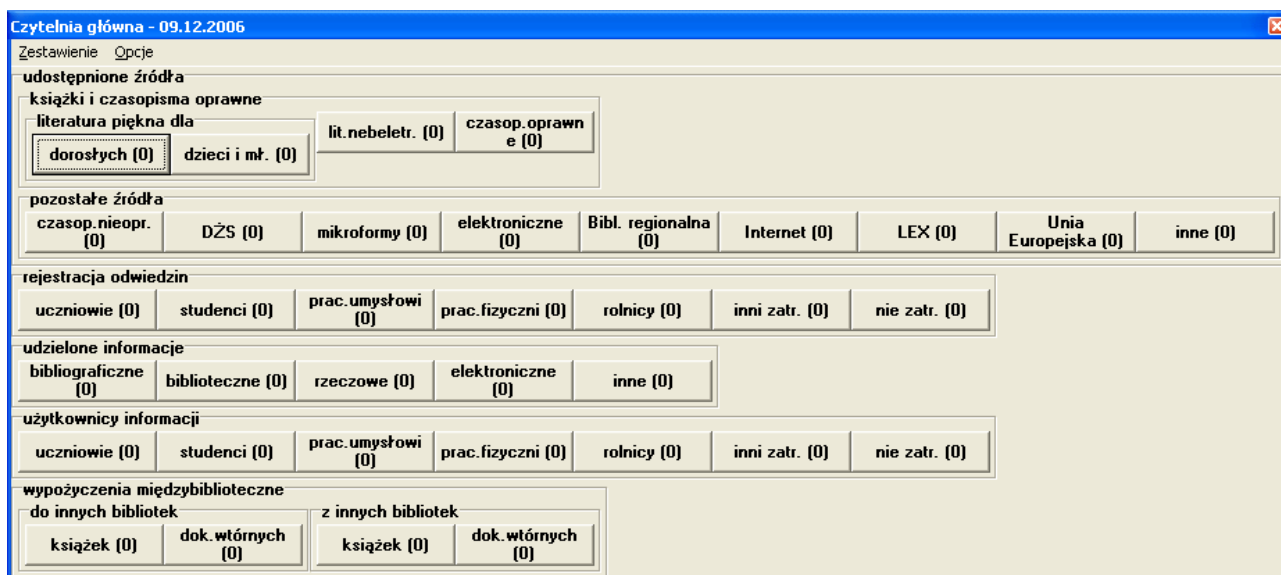 Czytelnia główna - 09.12.2006
Zestawienie Opcje
udostępnione źródła
książki i czasopisma oprawne
literatura piękna dla
dorosłych (0)
dzieci i mł. (0)
lit.nebeletr. (0)
czasop.oprawn
e (0)
pozostałe źródła
czasop.nieopr.
(0)
DŻS (0)
mikroformy (0)
elektroniczne
(0)
Bibl. regionalna
(0)
Internet (0)
LEX (0)
Unia
Europejska (0)
inne (0)
rejestracja odwiedzin
uczniowie (0)
studenci (0)
prac.umysłowi
(0)
prac.fizyczni (0)
rolnicy (0)
inni zatr. (0)
nie zatr. (0)
udzielone informacje
bibliograficzne
(0)
biblioteczne (0)
rzeczowe (0)
elektroniczne
(0)
inne (0)
użytkownicy informacji
uczniowie (0)
studenci (0)
prac.umysłowi
(0)
prac.fizyczni (0)
rolnicy (0)
inni zatr. (0)
nie zatr. (0)
wypożyczenia międzybiblioteczne
do innych bibliotek
książek (0)
dok.wtórnych
(0)
z innych bibliotek
książek (0)
dok.wtórnych
(0)